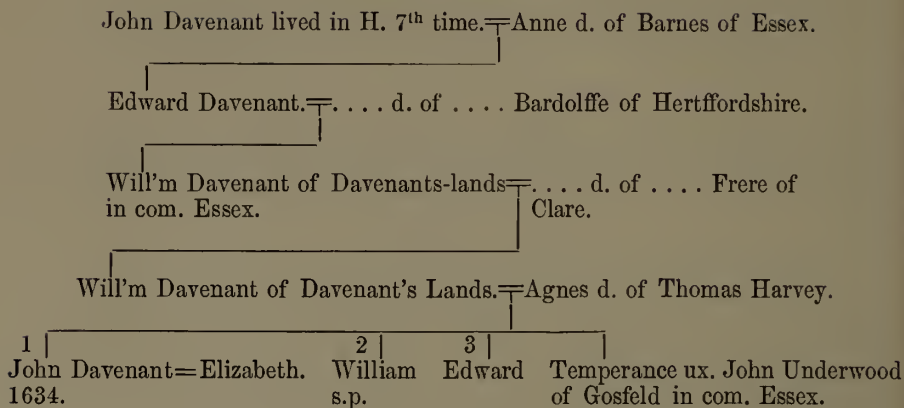 John Davenant lived in H. 7th time.=Anne d. of Barnes of Essex.
Edward Davenant.=. . . . d. of . . . . Bardolffe of Hertffordshire.
Will'm Davenant of Davenants-lands=. . . . d. of . . . . Frere of
in com. Essex. Clare.
Will'm Davenant of Davenant's Lands.=Agnes d. of Thomas Harvey.
1 2 3
John Davenant=Elizabeth. William Edward Temperance ux. John Underwood
1634. s.p. of Gosfeld in com. Essex.